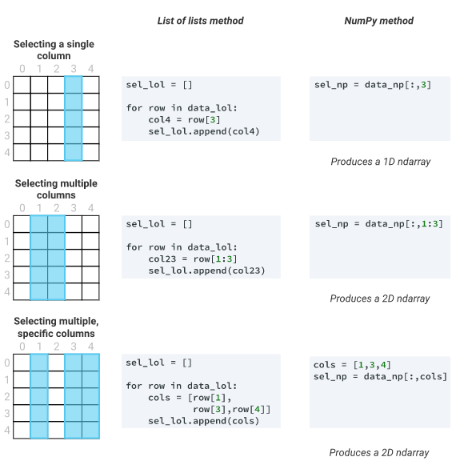 List of lists method
NumPy method
Selecting a single
column
0 1 2 3 4
0
1
2
3
4
sel_lol = []
for row in data_lol:
    col4 = row[3]
    sel_lol.append(col4)
sel_np = data_np[:,3]
Produces a 1D ndarray
Selecting multiple
columns
0 1 2 3 4
0
1
2
3
4
sel_lol = []
for row in data_lol:
    col23 = row[1:3]
    sel_lol.append(col23)
sel_np = data_np[:,1:3]
Produces a 2D ndarray
Selecting multiple,
specific columns
0 1 2 3 4
0
1
2
3
4
sel_lol = []
for row in data_lol:
    cols = [row[1],
            row[3],row[4]]
    sel_lol.append(cols)
cols = [1,3,4]
sel_np = data_np[:,cols]
Produces a 2D ndarray